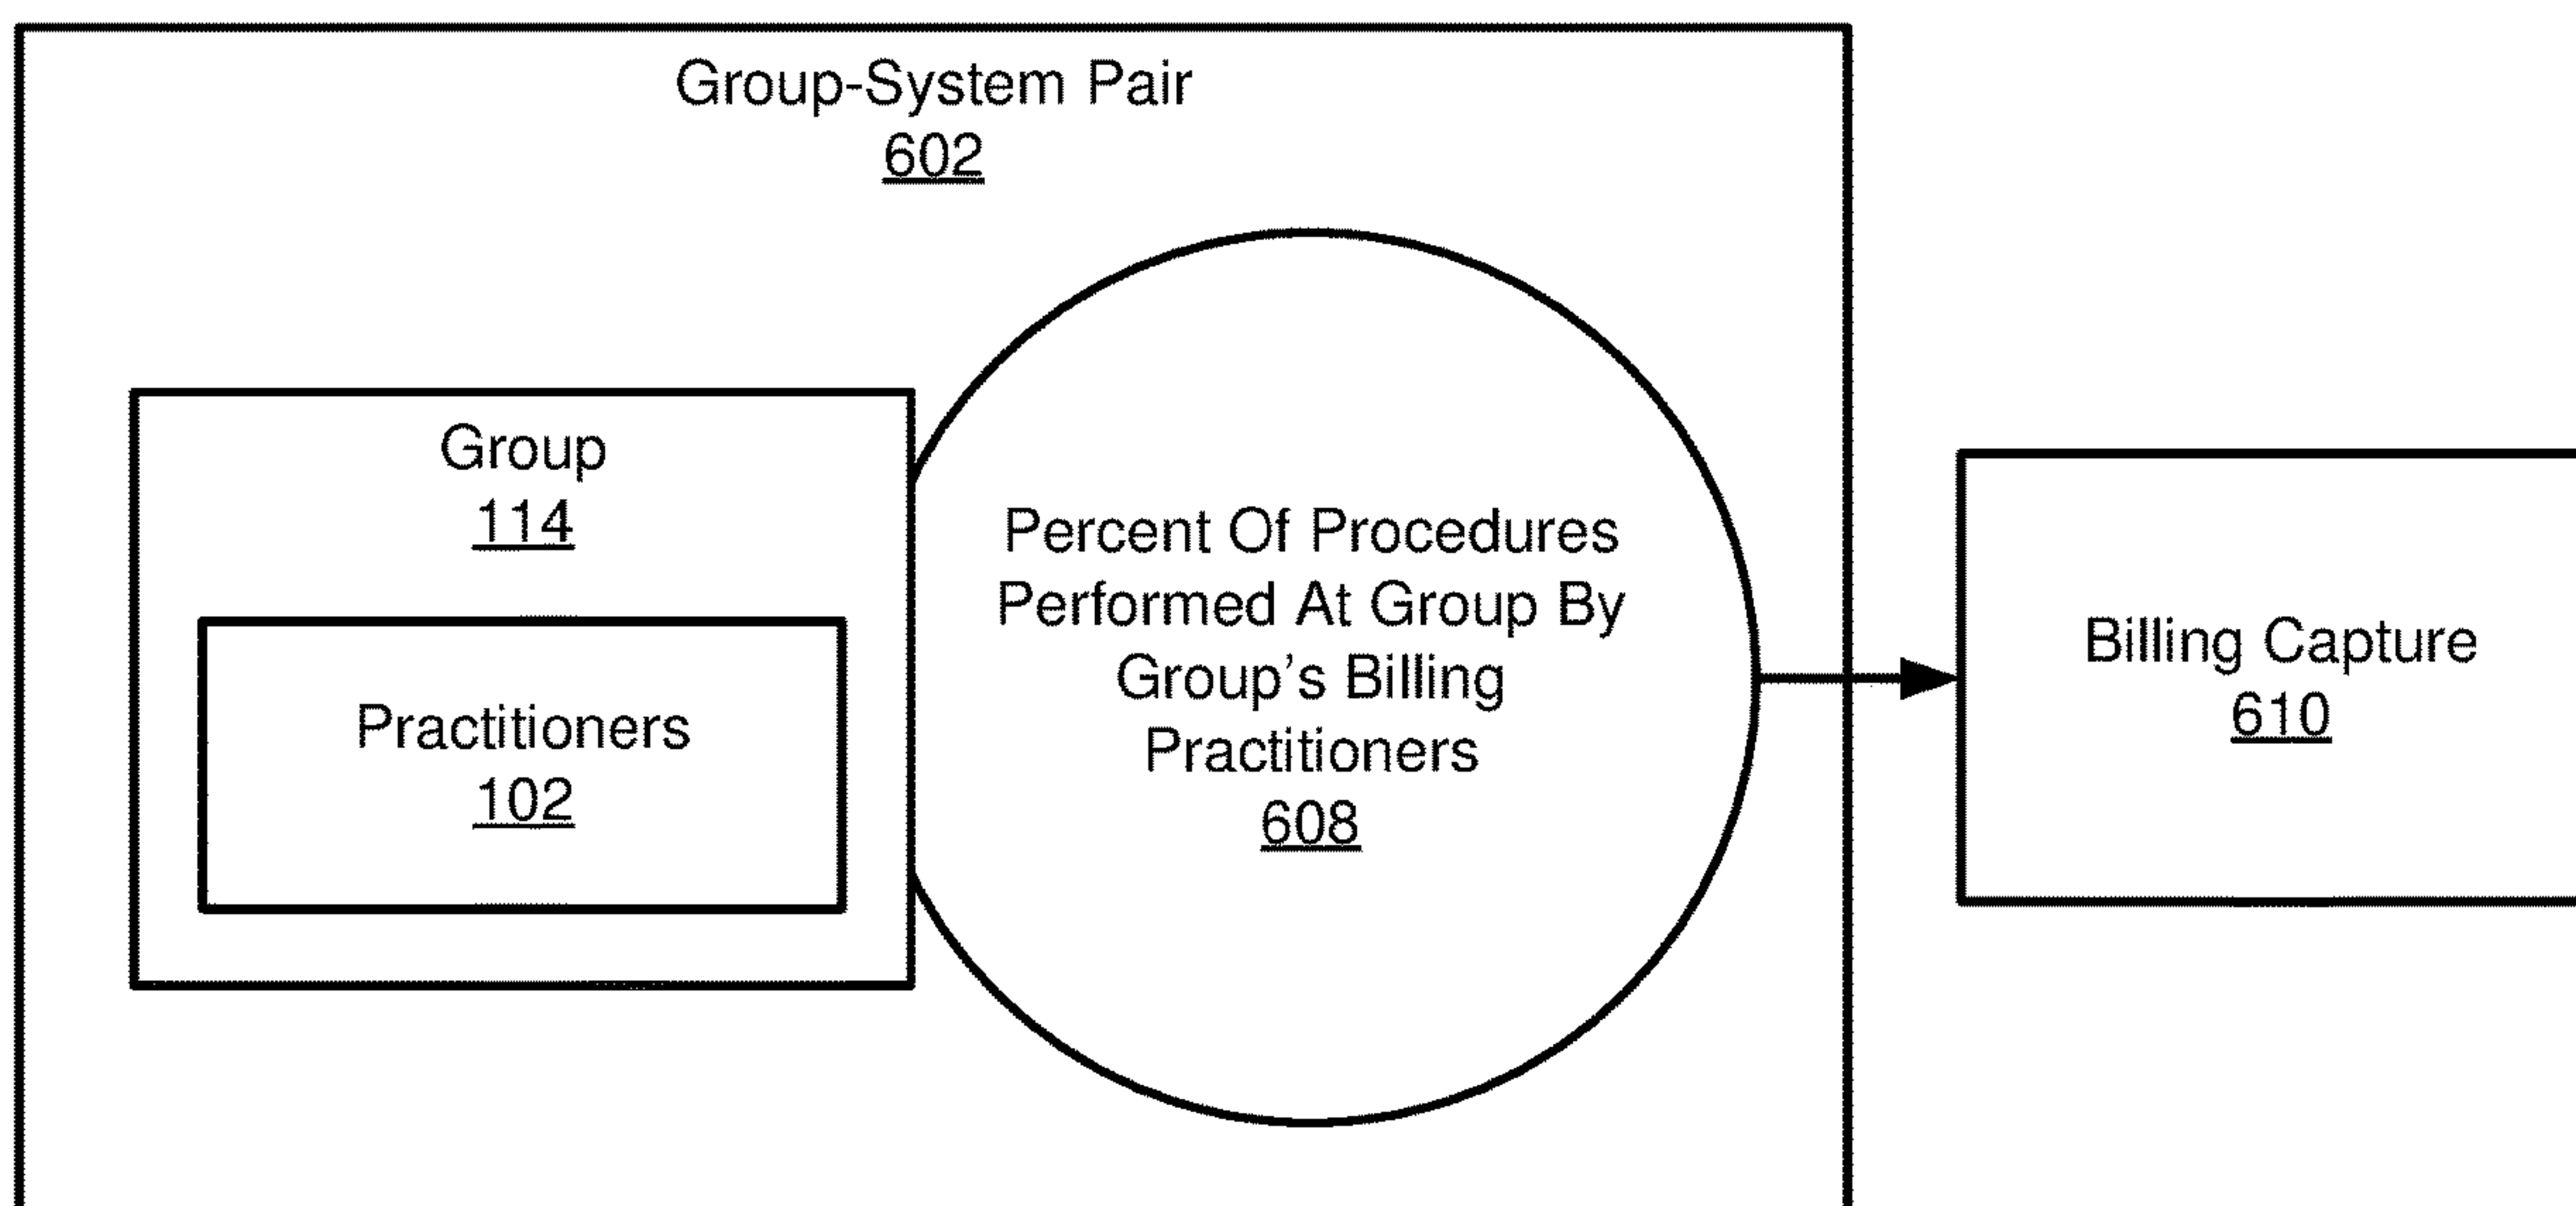 Group-System Pair
602
Group
114
Practitioners
102
Percent Of Procedures
Performed At Group By
Group's Billing
Practitioners
608
Billing Capture
610